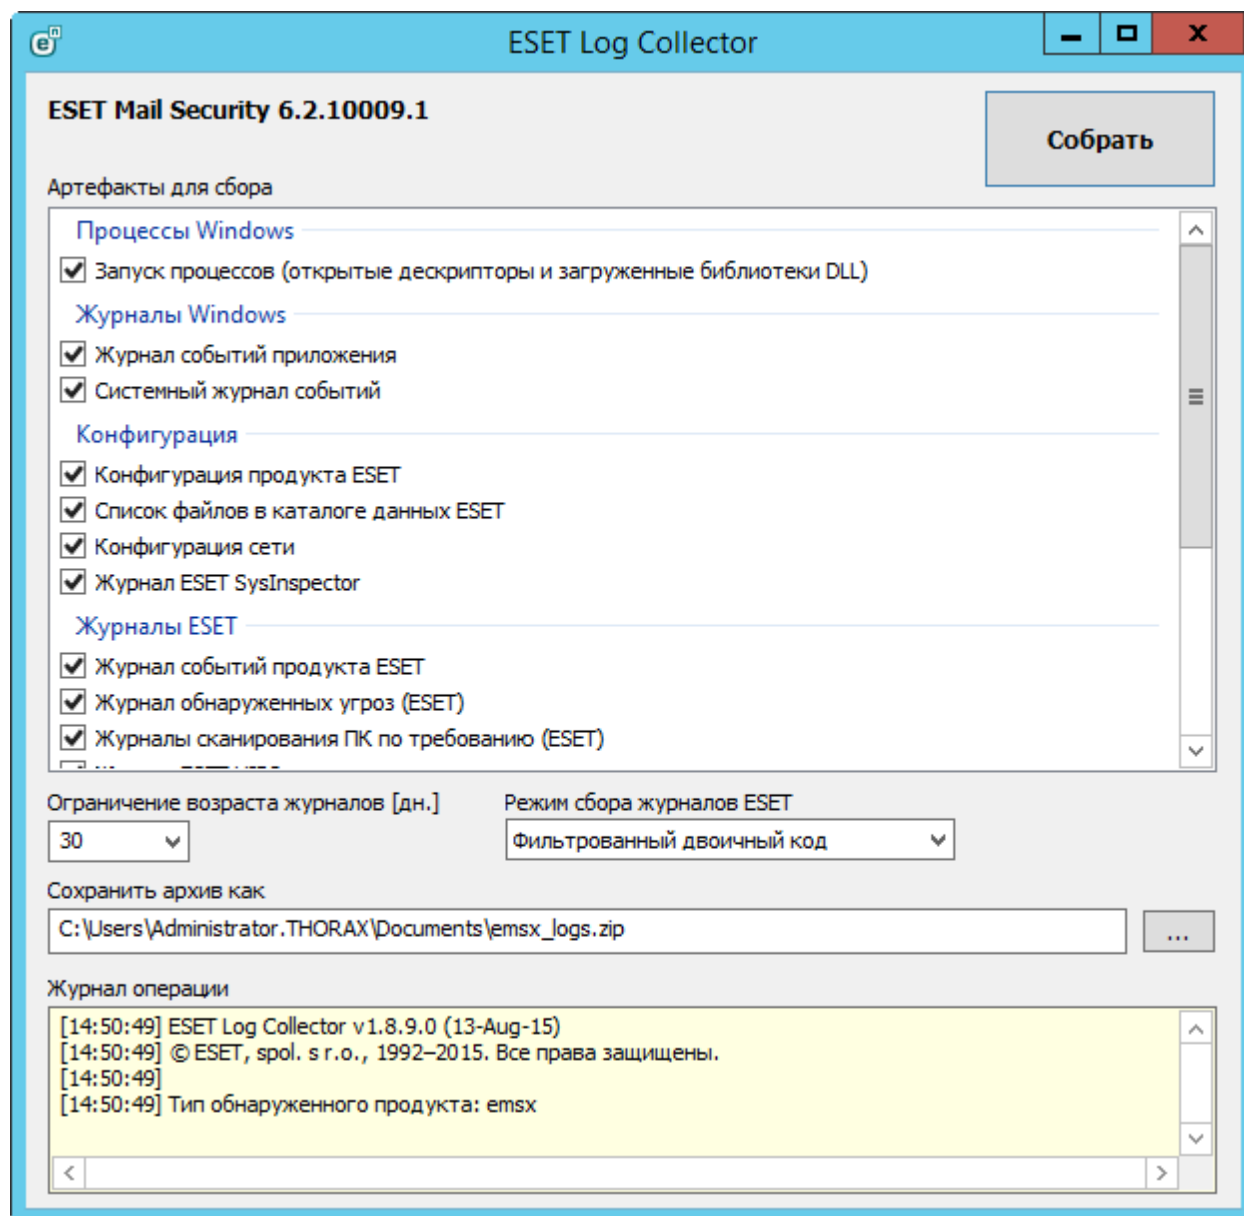 ESET Log Collector
ESET Mail Security 6.2.10009.1
Собрать
Артефакты для сбора
Процессы Windows
Запуск процессов (открытые дескрипторы и загруженные библиотеки DLL)
Журналы Windows
Журнал событий приложения
Системный журнал событий
Конфигурация
Конфигурация продукта ESET
Список файлов в каталоге данных ESET
Конфигурация сети
Журнал ESET SysInspector
Журналы ESET
Журнал событий продукта ESET
Журнал обнаруженных угроз (ESET)
Журналы сканирования ПК по требованию (ESET)
Ограничение возраста журналов [дн.] Режим сбора журналов ESET
30 Фильтрованный двоичный код
Сохранить архив как
C:\Users\Administrator.THORAX\Documents\emsx_logs.zip ...
Журнал операции
[14:50:49] ESET Log Collector v1.8.9.0 (13-Aug-15)
[14:50:49] © ESET, spol. s r.o., 1992–2015. Все права защищены.
[14:50:49]
[14:50:49] Тип обнаруженного продукта: emsx